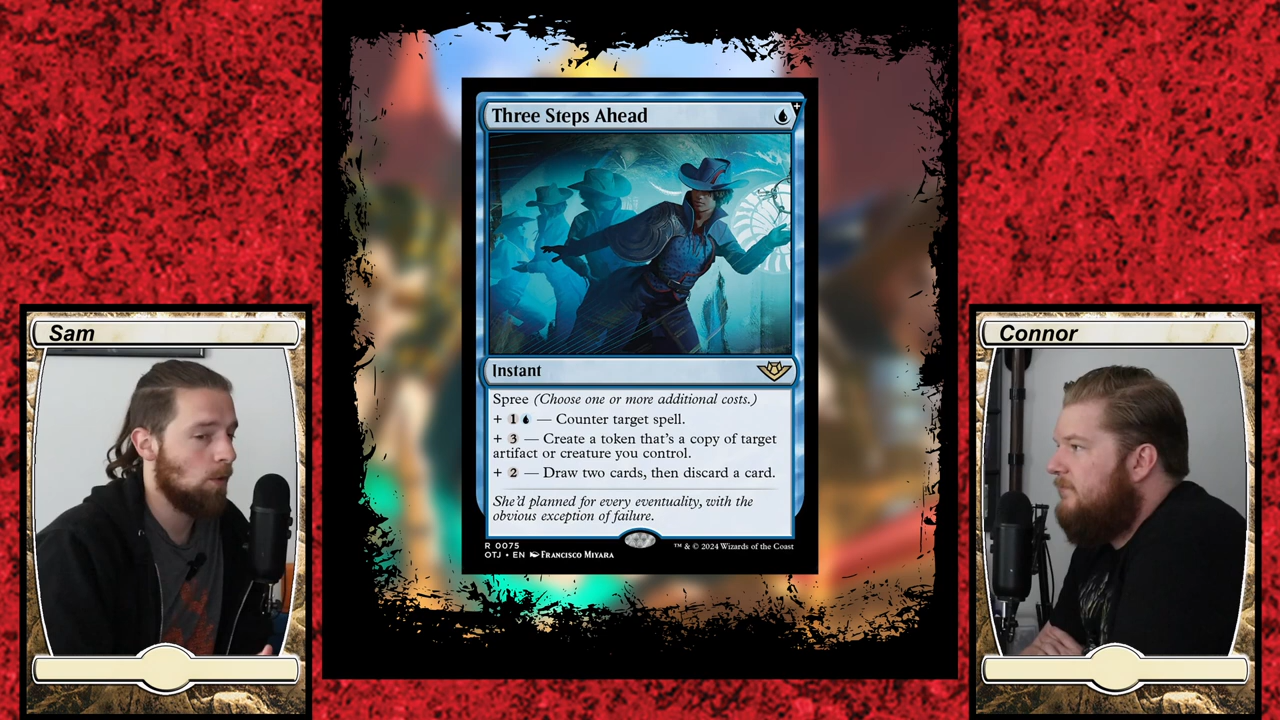 Three Steps Ahead
Instant
Spree (Choose one or more additional costs.)
+ 1 — Counter target spell.
+ 3 — Create a token that's a copy of target
artifact or creature you control.
+ 2 — Draw two cards, then discard a card.
She'd planned for every eventuality, with the
obvious exception of failure.
R 0075
OTJ • EN Francisco Miyara
™ & © 2024 Wizards of the Coast
Sam
Connor